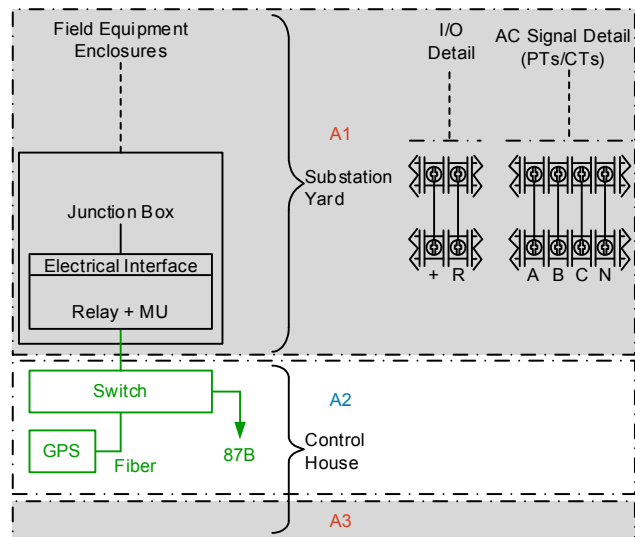 Field Equipment
Enclosures
I/O
Detail
AC Signal Detail
(PTs/CTs)
A1
Substation
Yard
Junction Box
Electrical Interface
Relay + MU
+ R
A B C N
Switch
A2
GPS
Fiber
87B
Control
House
A3